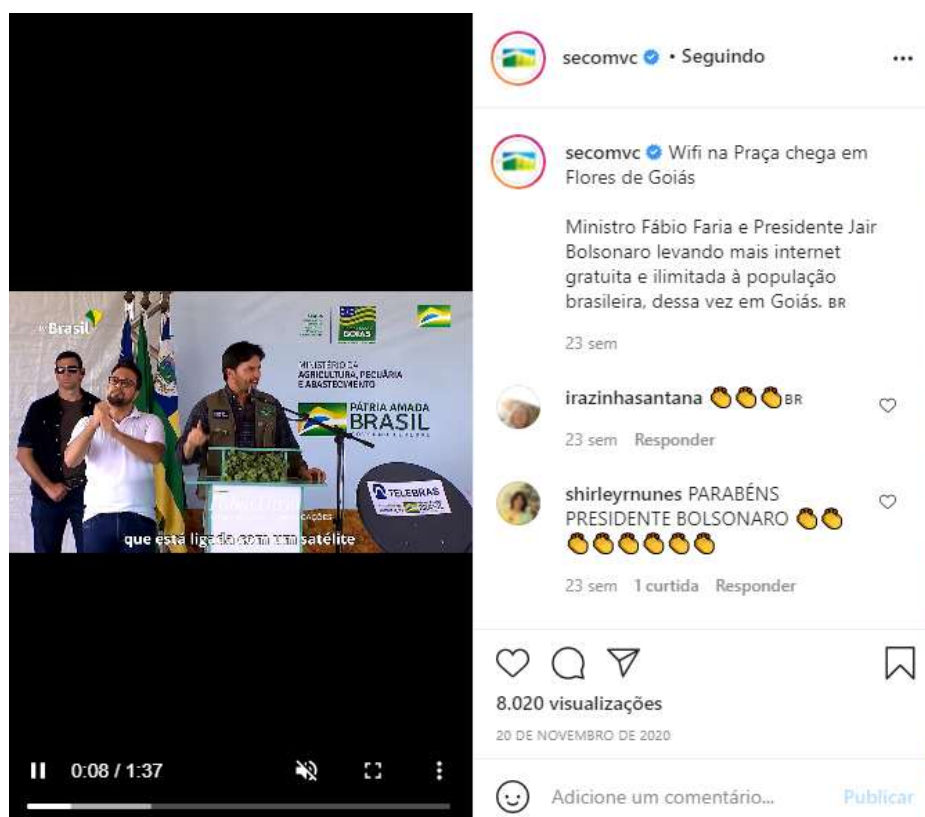 secomvc • Seguindo
secomvc Wifi na Praça chega em
Flores de Goiás
Ministro Fábio Faria e Presidente Jair
Bolsonaro levando mais internet
gratuita e ilimitada à população
brasileira, dessa vez em Goiás. BR
23 sem
irazinhasantana 👏👏👏BR
23 sem Responder
shirleyrnunes PARABÉNS
PRESIDENTE BOLSONARO 👏👏
👏👏👏👏👏👏
23 sem 1 curtida Responder
8.020 visualizações
20 DE NOVEMBRO DE 2020
Adicione um comentário... Publicar
Brasil
GOIÁS
MINISTÉRIO DA
AGRICULTURA, PECUÁRIA
E ABASTECIMENTO
PÁTRIA AMADA
BRASIL
TELEBRAS
que está ligada com um satélite
0:08 / 1:37